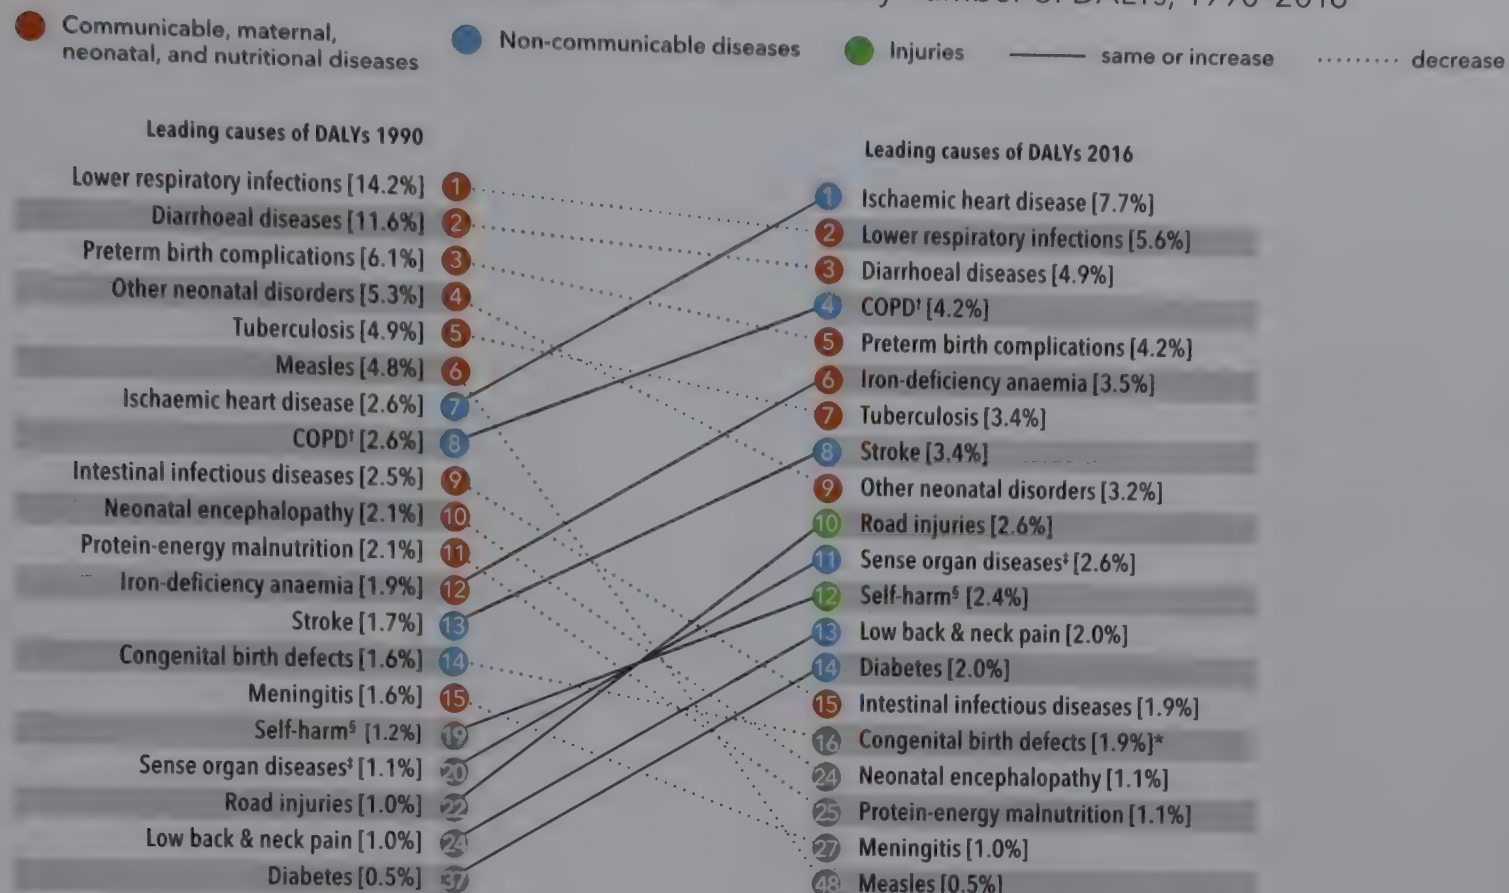 number of DALYs, 1990-2016
Communicable, maternal,
neonatal, and nutritional diseases
Non-communicable diseases
Injuries
same or increase
decrease
Leading causes of DALYs 1990
Lower respiratory infections [14.2%] 1
Diarrhoeal diseases [11.6%] 2
Preterm birth complications [6.1%] 3
Other neonatal disorders [5.3%] 4
Tuberculosis [4.9%] 5
Measles [4.8%] 6
Ischaemic heart disease [2.6%] 7
COPD† [2.6%] 8
Intestinal infectious diseases [2.5%] 9
Neonatal encephalopathy [2.1%] 10
Protein-energy malnutrition [2.1%] 11
Iron-deficiency anaemia [1.9%] 12
Stroke [1.7%] 13
Congenital birth defects [1.6%] 14
Meningitis [1.6%] 15
Self-harm§ [1.2%] 19
Sense organ diseases‡ [1.1%] 20
Road injuries [1.0%] 22
Low back & neck pain [1.0%] 24
Diabetes [0.5%] 37
Leading causes of DALYs 2016
1 Ischaemic heart disease [7.7%]
2 Lower respiratory infections [5.6%]
3 Diarrhoeal diseases [4.9%]
4 COPD† [4.2%]
5 Preterm birth complications [4.2%]
6 Iron-deficiency anaemia [3.5%]
7 Tuberculosis [3.4%]
8 Stroke [3.4%]
9 Other neonatal disorders [3.2%]
10 Road injuries [2.6%]
11 Sense organ diseases‡ [2.6%]
12 Self-harm§ [2.4%]
13 Low back & neck pain [2.0%]
14 Diabetes [2.0%]
15 Intestinal infectious diseases [1.9%]
16 Congenital birth defects [1.9%]*
24 Neonatal encephalopathy [1.1%]
25 Protein-energy malnutrition [1.1%]
27 Meningitis [1.0%]
48 Measles [0.5%]